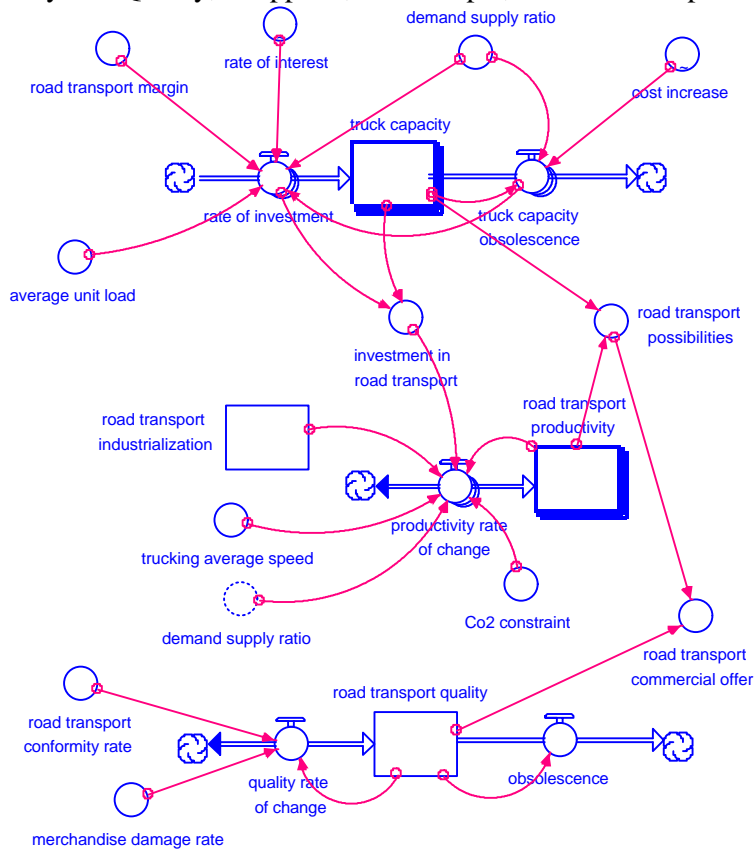 demand supply ratio
rate of interest
road transport margin
cost increase
truck capacity
rate of investment
truck capacity
obsolescence
average unit load
road transport
possibilities
investment in
road transport
road transport
industrialization
road transport
productivity
productivity rate
of change
trucking average speed
Co2 constraint
demand supply ratio
road transport
commercial offer
road transport quality
road transport
conformity rate
quality rate
of change
obsolescence
merchandise damage rate